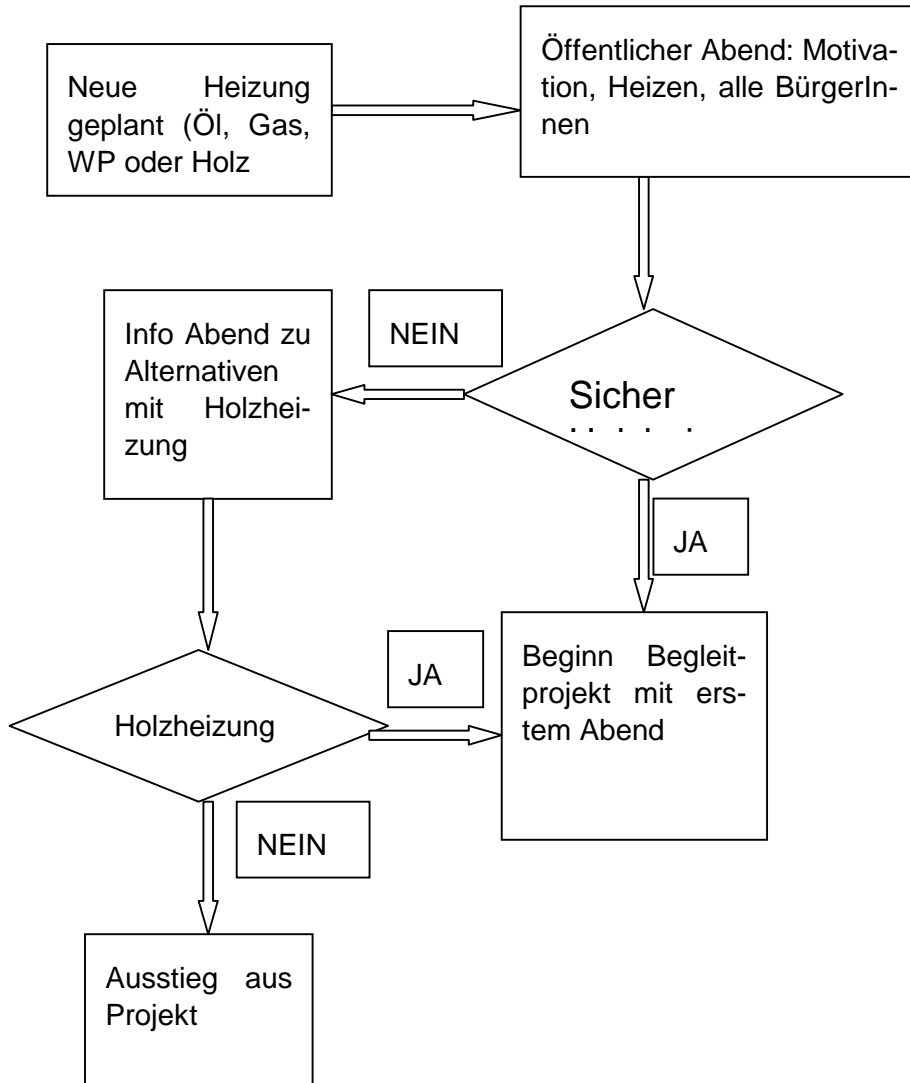 Neue Heizung
geplant (Öl, Gas,
WP oder Holz
Öffentlicher Abend: Motiva-
tion, Heizen, alle BürgerIn-
nen
Info Abend zu
Alternativen
mit Holzhei-
zung
NEIN
Sicher
JA
Holzheizung
JA
Beginn Begleit-
projekt mit ers-
tem Abend
NEIN
Ausstieg aus
Projekt